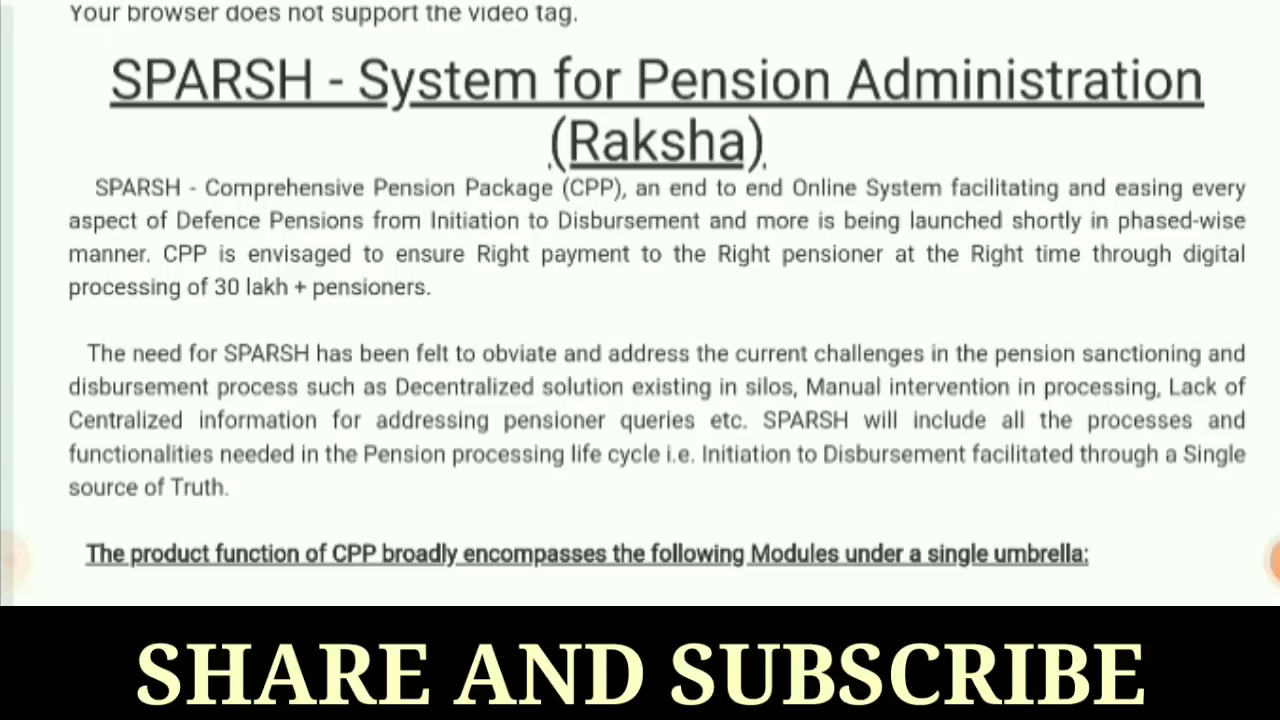 Your browser does not support the video tag.
SPARSH - System for Pension Administration
(Raksha)
SPARSH - Comprehensive Pension Package (CPP), an end to end Online System facilitating and easing every
aspect of Defence Pensions from Initiation to Disbursement and more is being launched shortly in phased-wise
manner. CPP is envisaged to ensure Right payment to the Right pensioner at the Right time through digital
processing of 30 lakh + pensioners.
The need for SPARSH has been felt to obviate and address the current challenges in the pension sanctioning and
disbursement process such as Decentralized solution existing in silos, Manual intervention in processing, Lack of
Centralized information for addressing pensioner queries etc. SPARSH will include all the processes and
functionalities needed in the Pension processing life cycle i.e. Initiation to Disbursement facilitated through a Single
source of Truth.
The product function of CPP broadly encompasses the following Modules under a single umbrella:
SHARE AND SUBSCRIBE